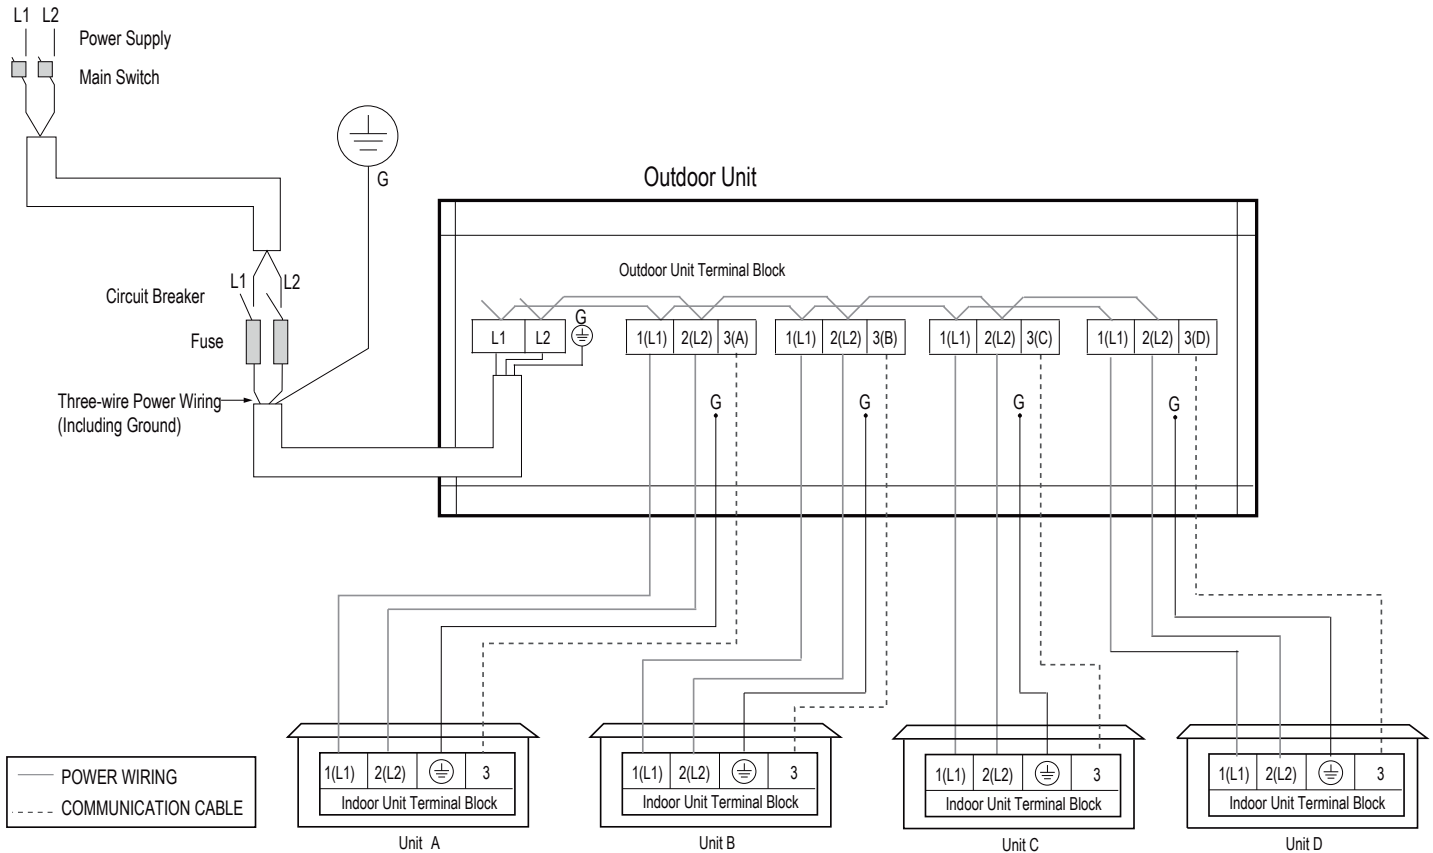 L1 L2
Power Supply
Main Switch
G
Outdoor Unit
Outdoor Unit Terminal Block
L1 L2
Circuit Breaker
Fuse
G
L1 L2
1(L1) 2(L2) 3(A)
1(L1) 2(L2) 3(B)
1(L1) 2(L2) 3(C)
1(L1) 2(L2) 3(D)
Three-wire Power Wiring
(Including Ground)
G G G G
1(L1) 2(L2) 3
Indoor Unit Terminal Block
Unit A
1(L1) 2(L2) 3
Indoor Unit Terminal Block
Unit B
1(L1) 2(L2) 3
Indoor Unit Terminal Block
Unit C
1(L1) 2(L2) 3
Indoor Unit Terminal Block
Unit D
POWER WIRING
COMMUNICATION CABLE